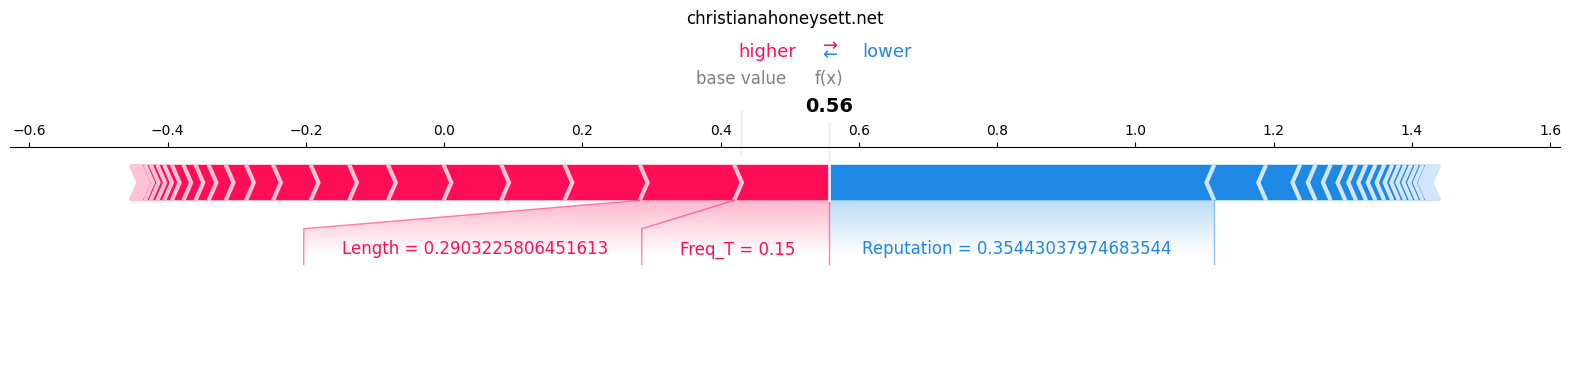 christianahoneysett.net
higher ⇄ lower
base value f(x)
0.56
−0.6 −0.4 −0.2 0.0 0.2 0.4 0.6 0.8 1.0 1.2 1.4 1.6
Length = 0.2903225806451613 Freq_T = 0.15 Reputation = 0.35443037974683544